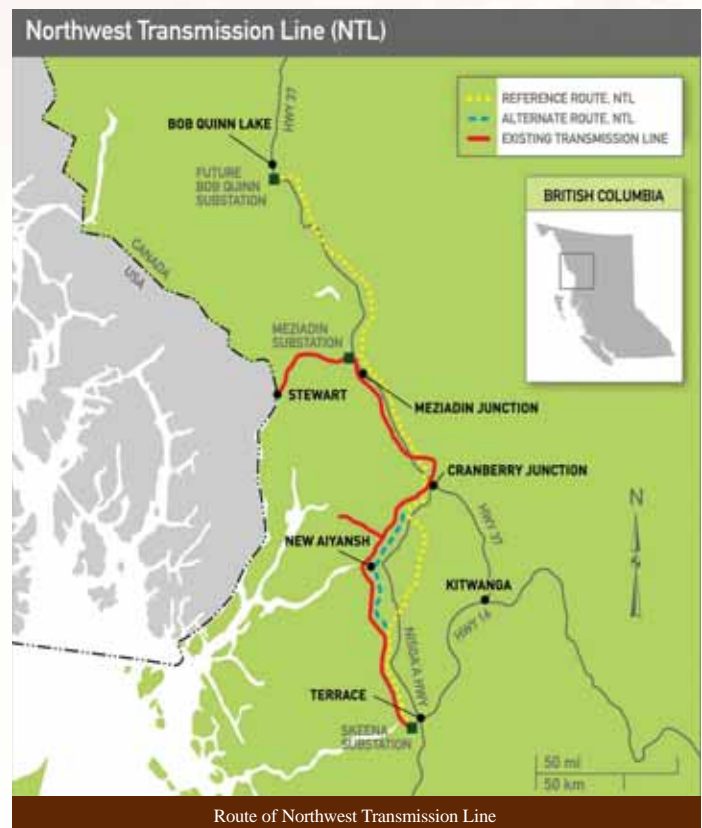 Northwest Transmission Line (NTL)
REFERENCE ROUTE, NTL
ALTERNATE ROUTE, NTL
EXISTING TRANSMISSION LINE
HWY 37
BOB QUINN LAKE
FUTURE
BOB QUINN
SUBSTATION
BRITISH COLUMBIA
CANADA
USA
MEZIADIN
SUBSTATION
STEWART
MEZIADIN JUNCTION
CRANBERRY JUNCTION
N
HWY 37
NEW AIYANSH
KITWANGA
HWY 16
NISGA'A HWY
TERRACE
SKEENA
SUBSTATION
50 mi
50 km
Route of Northwest Transmission Line